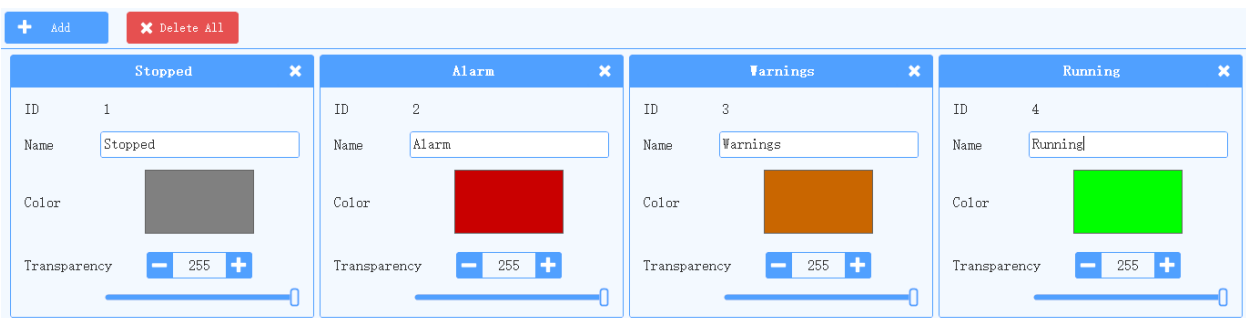 Add Delete All
Stopped Alarm Warnings Running
ID 1 ID 2 ID 3 ID 4
Name Stopped Name Alarm Name Warnings Name Running
Color Color Color Color
Transparency 255 Transparency 255 Transparency 255 Transparency 255